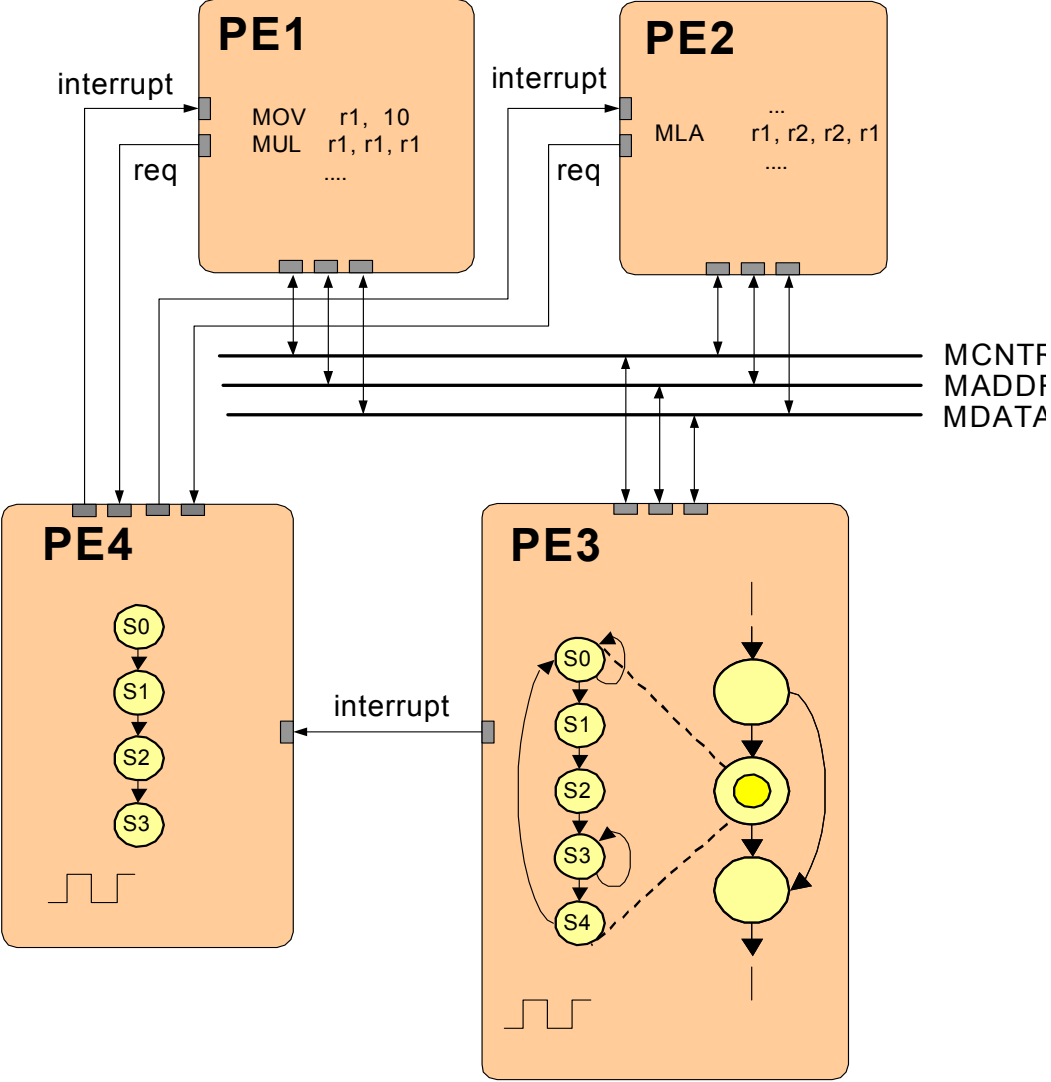 PE1
PE2
interrupt
interrupt
MOV r1, 10
MUL r1, r1, r1
....
...
MLA r1, r2, r2, r1
....
req
req
MCNTR
MADDR
MDATA
PE4
PE3
S0
S1
S2
S3
interrupt
S0
S1
S2
S3
S4